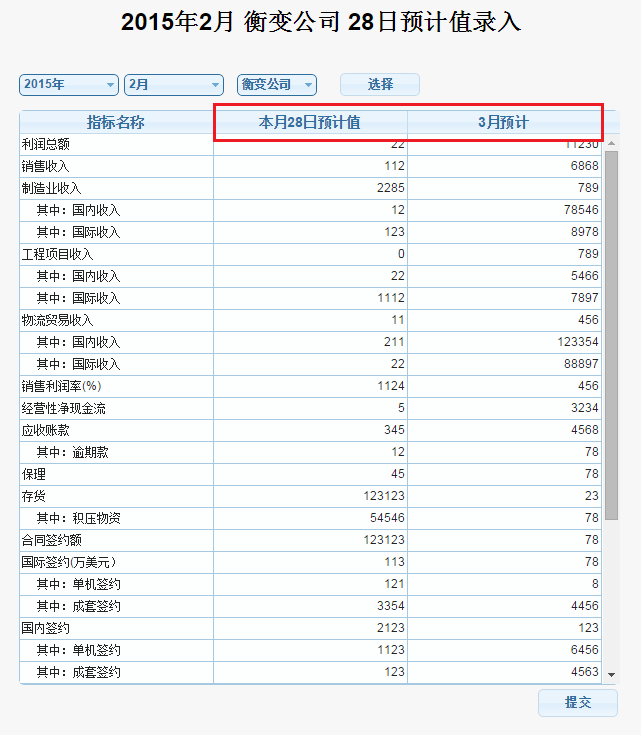 2015年2月 衡变公司 28日预计值录入
2015年 2月 衡变公司 选择
指标名称 本月28日预计值 3月预计
利润总额 22 11230
销售收入 112 6868
制造业收入 2285 789
其中：国内收入 12 78546
其中：国际收入 123 8978
工程项目收入 0 789
其中：国内收入 22 5466
其中：国际收入 1112 7897
物流贸易收入 11 456
其中：国内收入 211 123354
其中：国际收入 22 88897
销售利润率(%) 1124 456
经营性净现金流 5 3234
应收账款 345 4568
其中：逾期款 12 78
保理 45 78
存货 123123 23
其中：积压物资 54546 78
合同签约额 123123 78
国际签约(万美元） 113 78
其中：单机签约 121 8
其中：成套签约 3354 4456
国内签约 2123 123
其中：单机签约 1123 6456
其中：成套签约 123 4563
提交